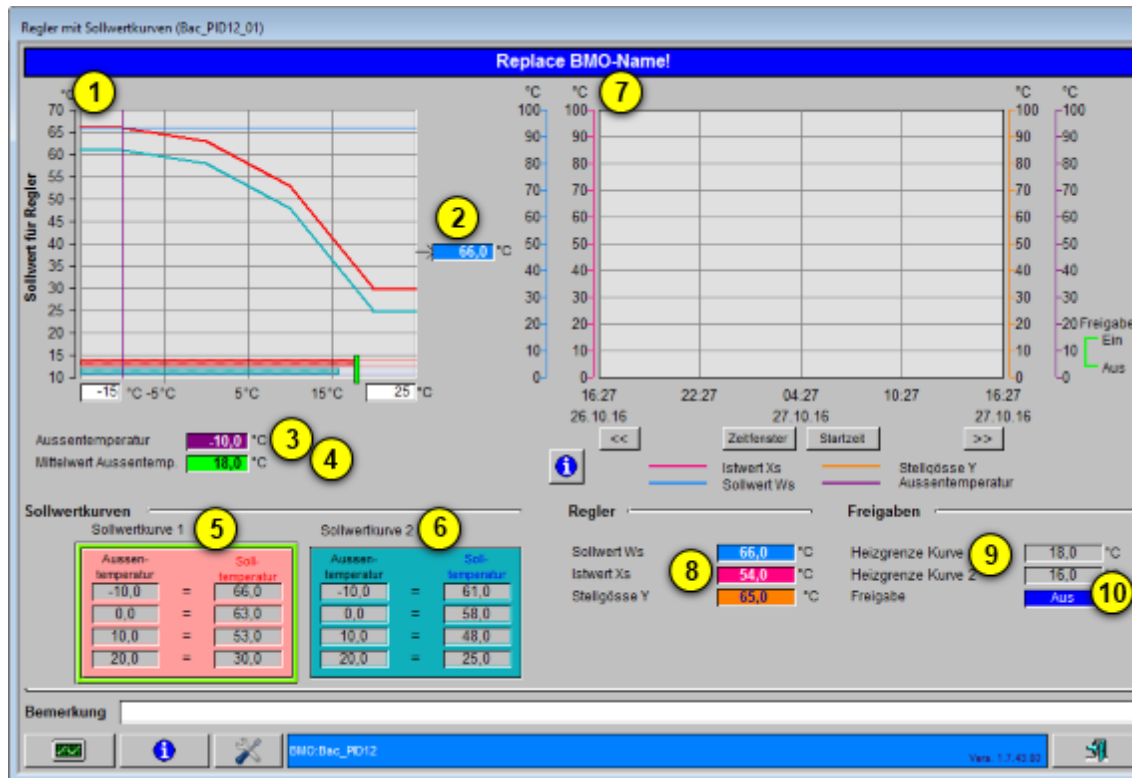 Regler mit Sollwertkurven (Bac_PID12_01)
Replace BMO-Name!
1
7
2
°C °C °C °C °C
Sollwert für Regler
70
65
60
55
50
45
40
35
30
25
20
15
10
-15 °C -5°C 5°C 15°C 25 °C
66,0 °C
100 100 100 100
90 90 90 90
80 80 80 80
70 70 70 70
60 60 60 60
50 50 50 50
40 40 40 40
30 30 30 30
20 20 20 20 Freigabe
Ein
10 10 10 10
Aus
0 0 0 0
16:27 22:27 04:27 10:27 16:27
26.10.16 27.10.16 27.10.16
<< Zeitfenster Startzeit >>
Aussentemperatur -10,0 °C 3
Mittelwert Aussentemp. 18,0 °C 4
Istwert Xs Stellgösse Y
Sollwert Ws Aussentemperatur
Sollwertkurven
Sollwertkurve 1 5
Aussen- Soll-
temperatur temperatur
-10,0 = 66,0
0,0 = 63,0
10,0 = 53,0
20,0 = 30,0
Sollwertkurve 2 6
Aussen- Soll-
temperatur temperatur
-10,0 = 61,0
0,0 = 58,0
10,0 = 48,0
20,0 = 25,0
Regler
Sollwert Ws 66,0 °C
Istwert Xs 54,0 °C
Stellgösse Y 65,0 °C
8
Freigaben
Heizgrenze Kurve 9 18,0 °C
Heizgrenze Kurve 2 16,0
Freigabe Aus 10
Bemerkung
BMO:Bac_PID12
Vers. 1.7.43.00